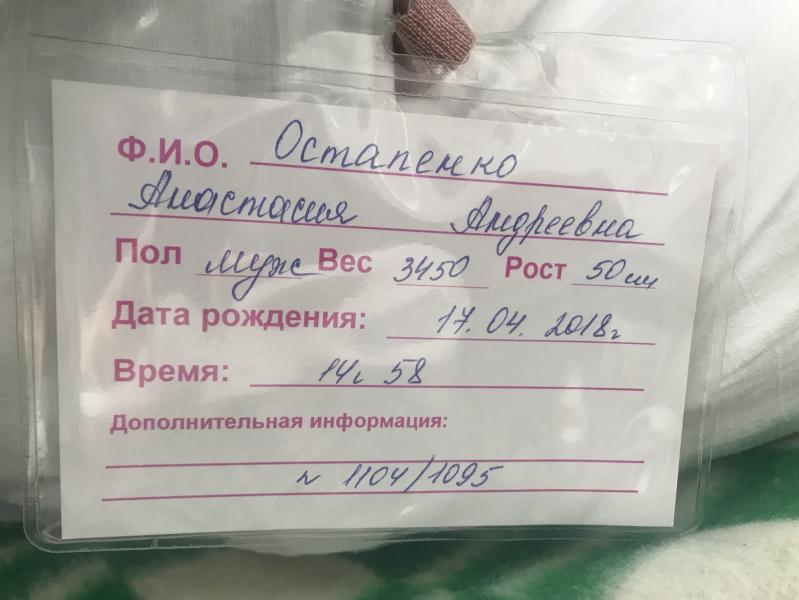 Ф.И.О. Остапенко
Анастасия Андреевна
Пол муж Вес 3450 Рост 50см
Дата рождения: 17.04.2018г
Время: 14ч 58
Дополнительная информация:
№ 1104/1095